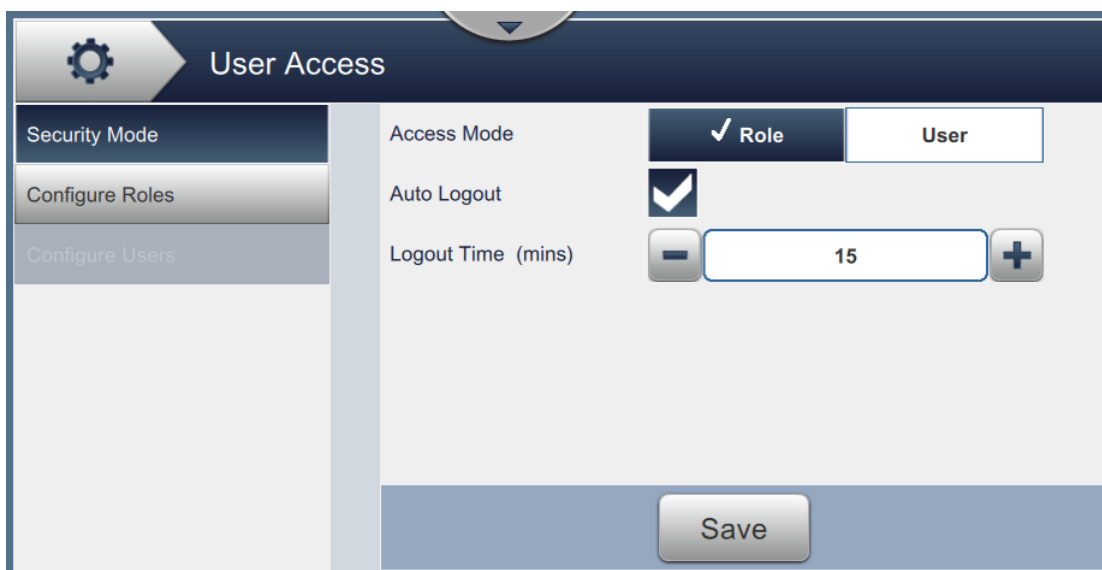 User Access
Security Mode
Configure Roles
Configure Users
Access Mode
Role
User
Auto Logout
Logout Time (mins)
15
Save